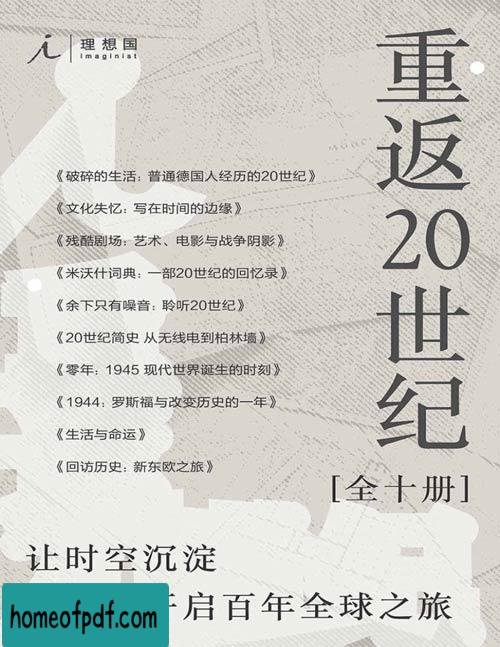 理想国
imaginist
重返20世纪
[全十册]
《破碎的生活：普通德国人经历的20世纪》
《文化失忆：写在时间的边缘》
《残酷剧场：艺术、电影与战争阴影》
《米沃什词典：一部20世纪的回忆录》
《余下只有噪音：聆听20世纪》
《20世纪简史 从无线电到柏林墙》
《零年：1945 现代世界诞生的时刻》
《1944：罗斯福与改变历史的一年》
《生活与命运》
《回访历史：新东欧之旅》
让时空沉淀
启百年全球之旅
homeofpdf.com